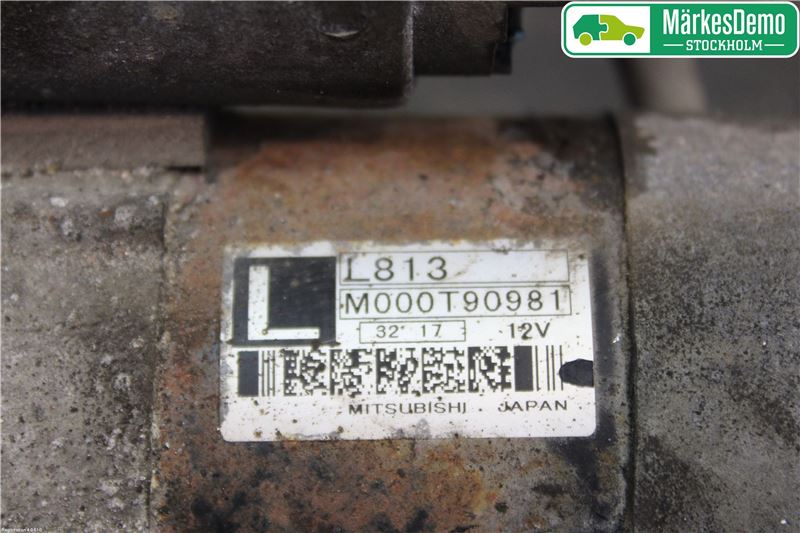 MärkesDemo
STOCKHOLM
L
L813
M000T90981
32 17 12V
MITSUBISHI JAPAN